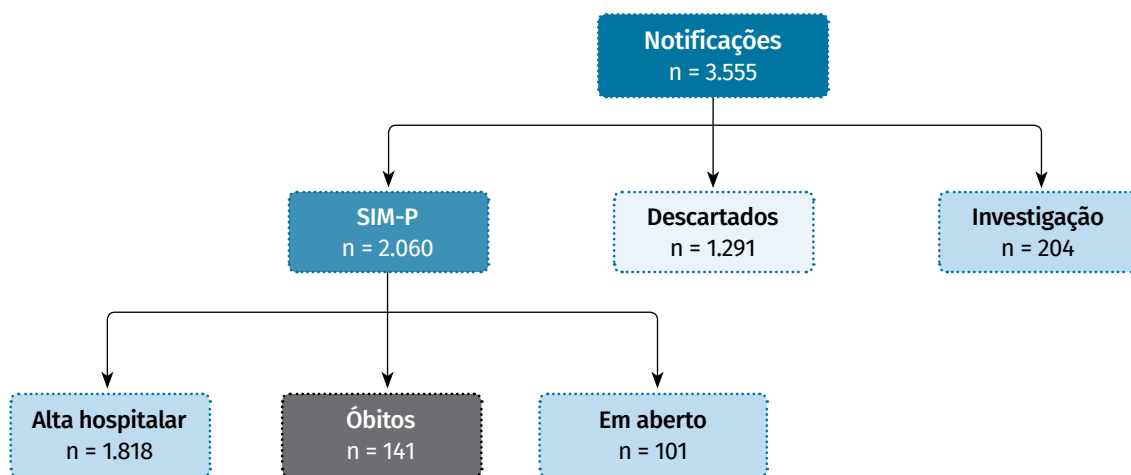 Notificações
n = 3.555
SIM-P
n = 2.060
Descartados
n = 1.291
Investigação
n = 204
Alta hospitalar
n = 1.818
Óbitos
n = 141
Em aberto
n = 101